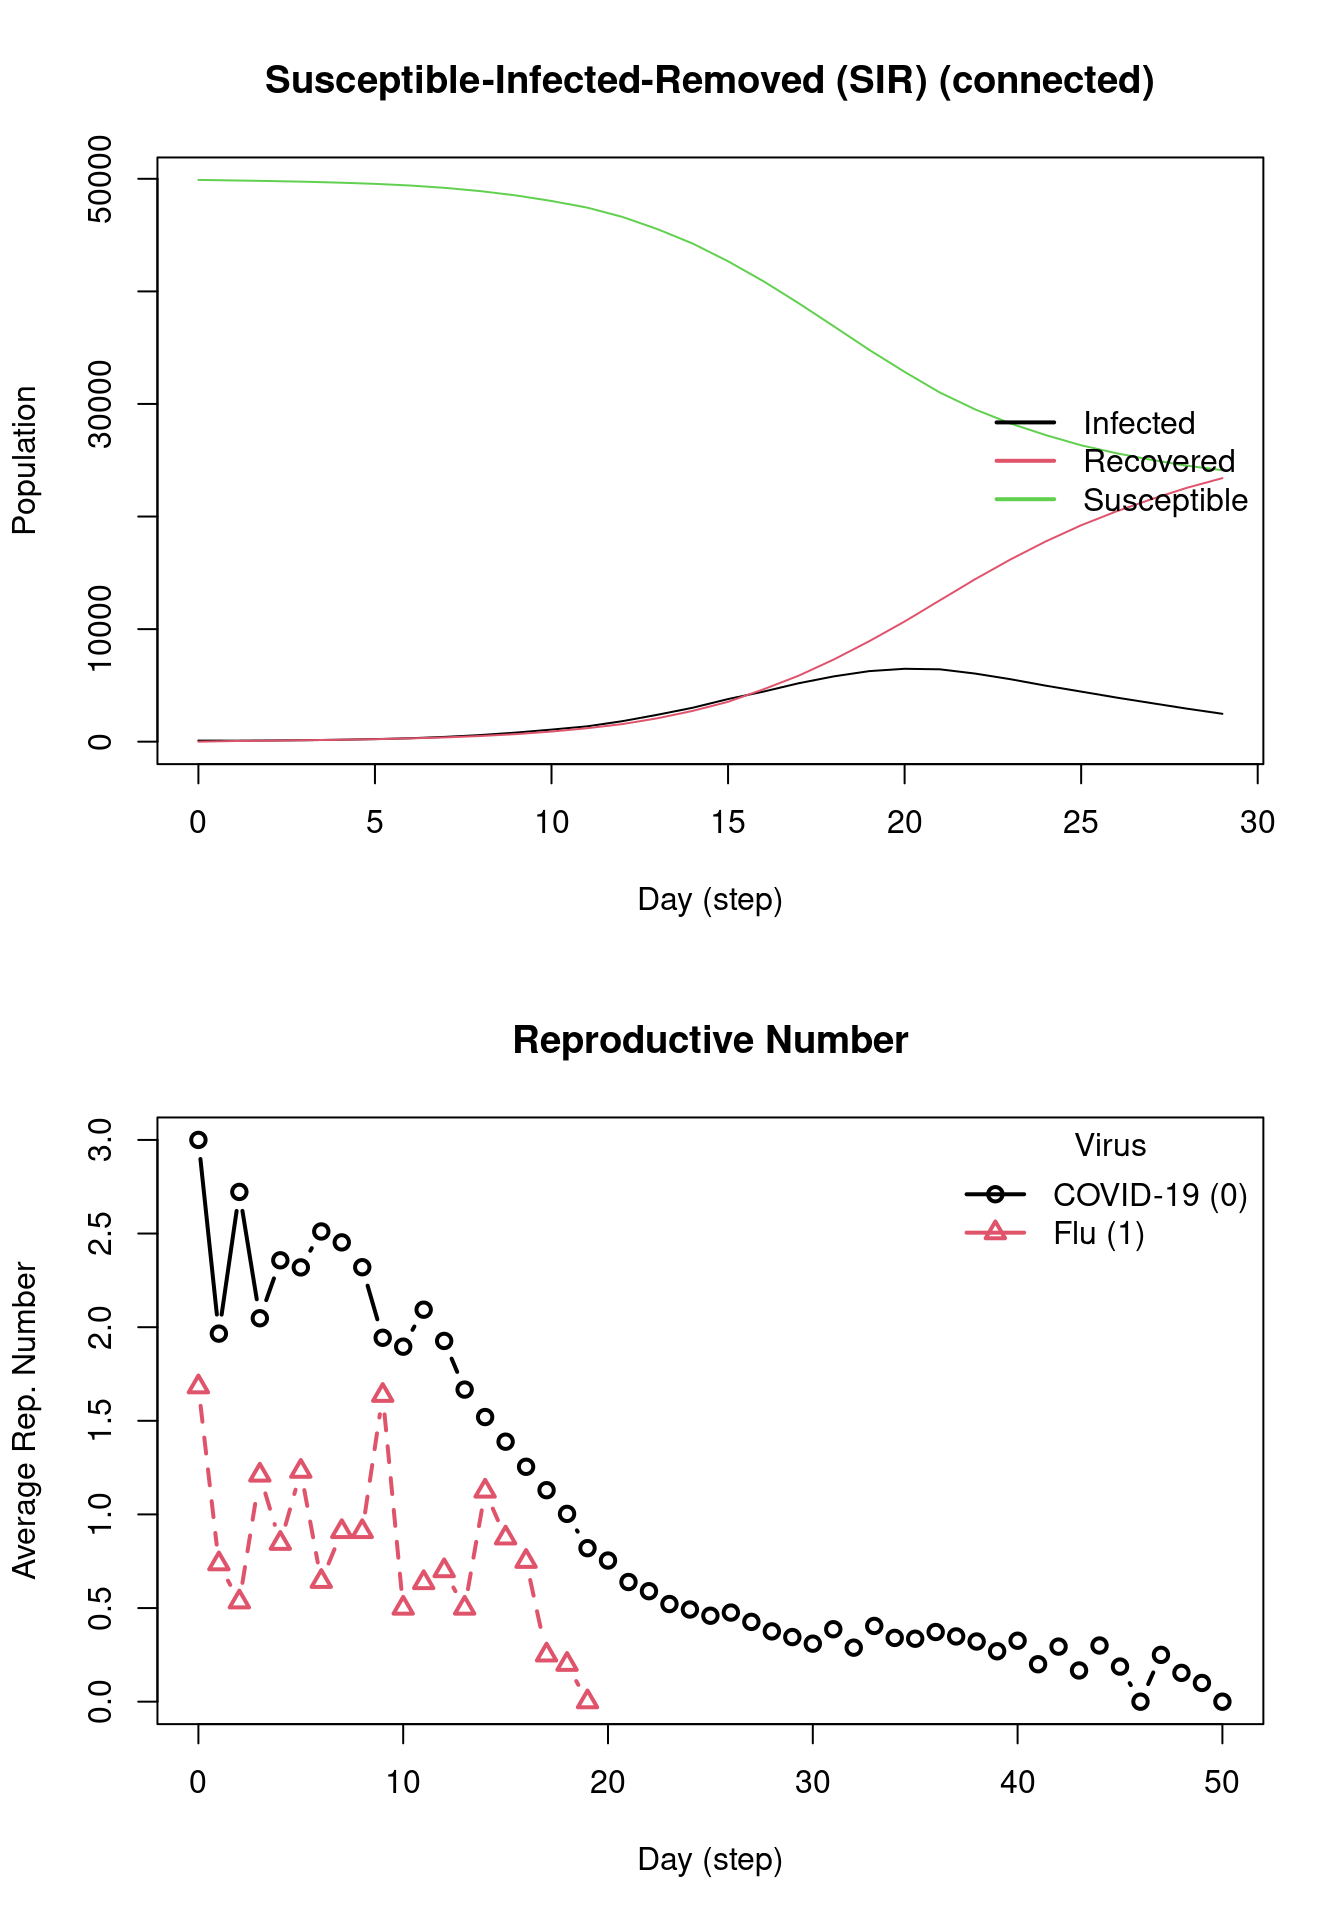 Susceptible-Infected-Removed (SIR) (connected)
Population
50000
30000
10000
0
Infected
Recovered
Susceptible
0 5 10 15 20 25 30
Day (step)
Reproductive Number
Average Rep. Number
3.0
2.5
2.0
1.5
1.0
0.5
0.0
Virus
COVID-19 (0)
Flu (1)
0 10 20 30 40 50
Day (step)